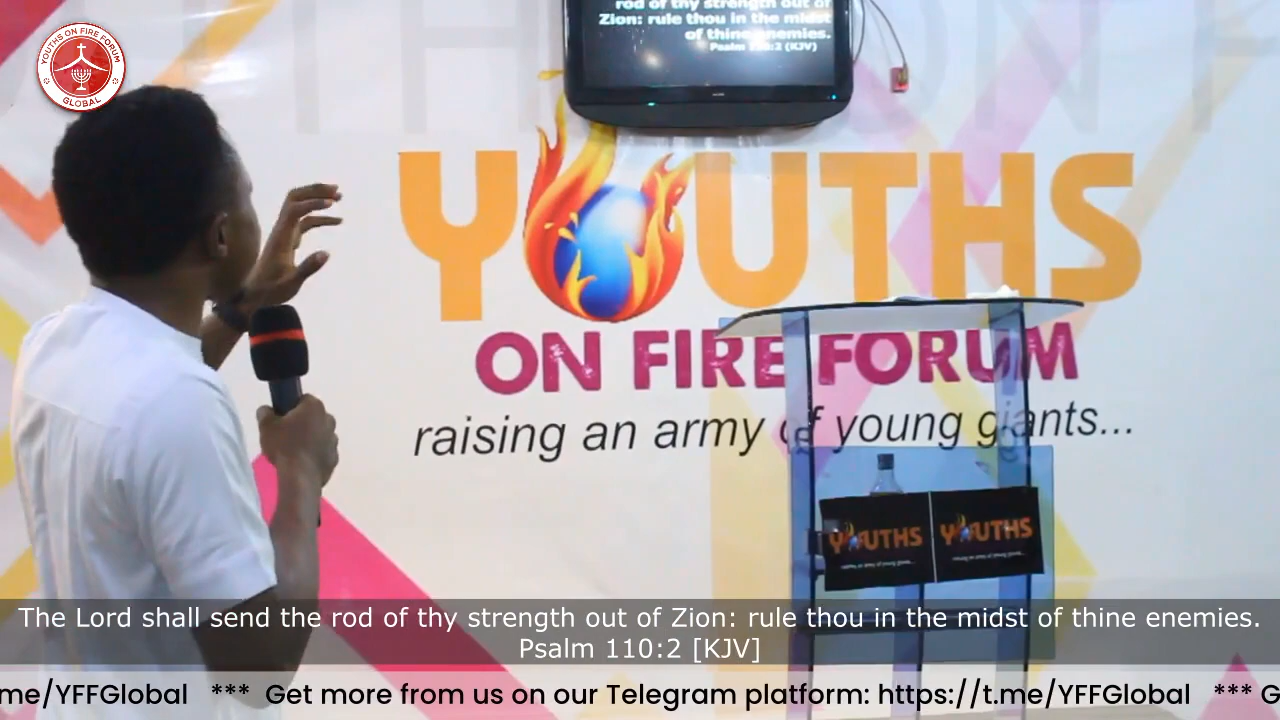 YOUTHS ON FIRE FORUM
GLOBAL
rod of thy strength out of
Zion: rule thou in the midst
of thine enemies.
Psalm 110:2 (KJV)
YOUTHS
ON FIRE FORUM
raising an army of young giants...
YOUTHS YOUTHS
The Lord shall send the rod of thy strength out of Zion: rule thou in the midst of thine enemies.
Psalm 110:2 [KJV]
me/YFFGlobal *** Get more from us on our Telegram platform: https://t.me/YFFGlobal *** G